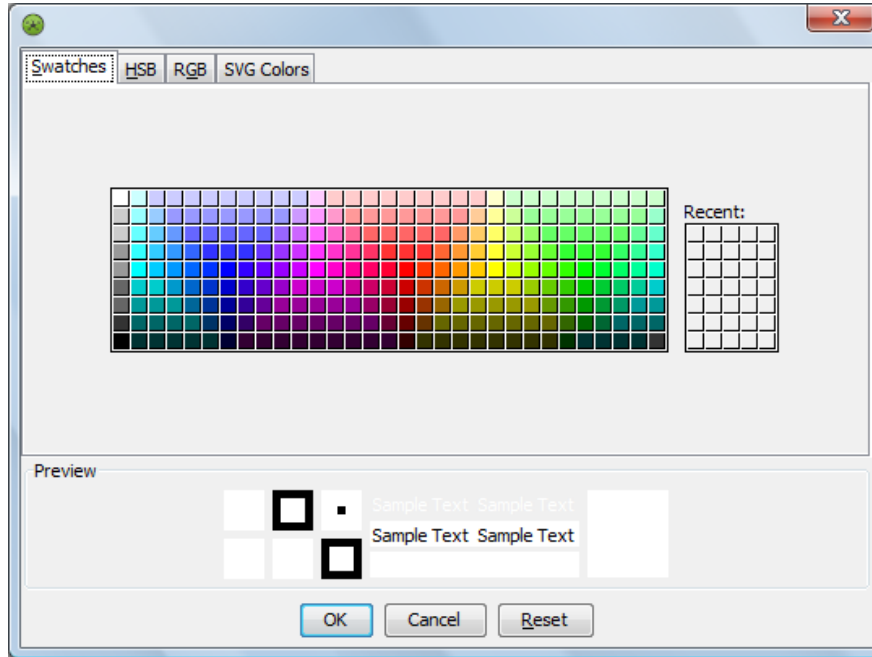 Swatches HSB RGB SVG Colors
Recent:
Preview
Sample Text Sample Text
Sample Text Sample Text
OK Cancel Reset